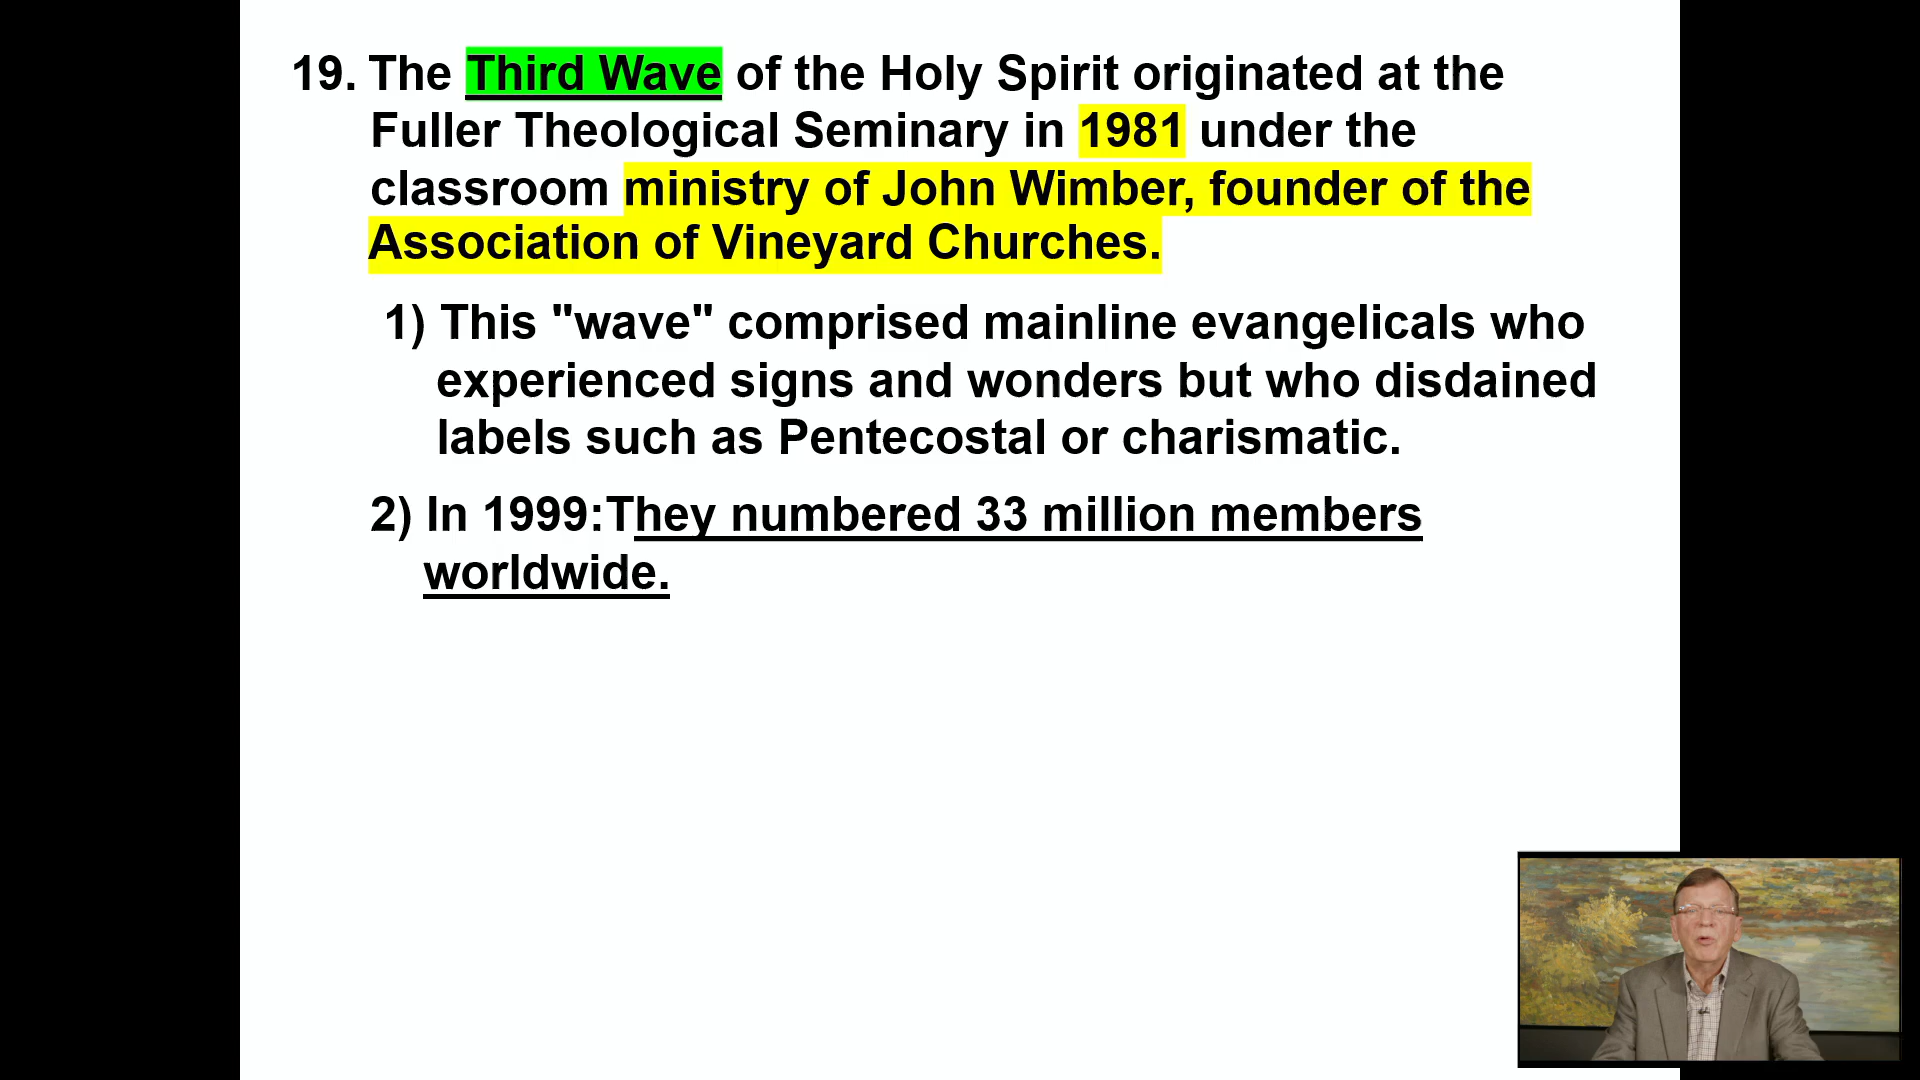 19. The Third Wave of the Holy Spirit originated at the
Fuller Theological Seminary in 1981 under the
classroom ministry of John Wimber, founder of the
Association of Vineyard Churches.
1) This "wave" comprised mainline evangelicals who
experienced signs and wonders but who disdained
labels such as Pentecostal or charismatic.
2) In 1999:They numbered 33 million members
worldwide.